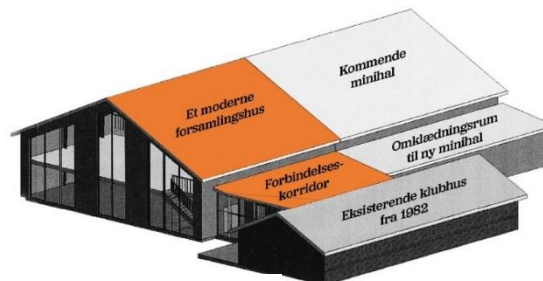 Et moderne
forsamlingshus
Kommende
minihal
Omklædningsrum
til ny minihal
Forbindelses-
korridor
Eksisterende klubhus
fra 1982